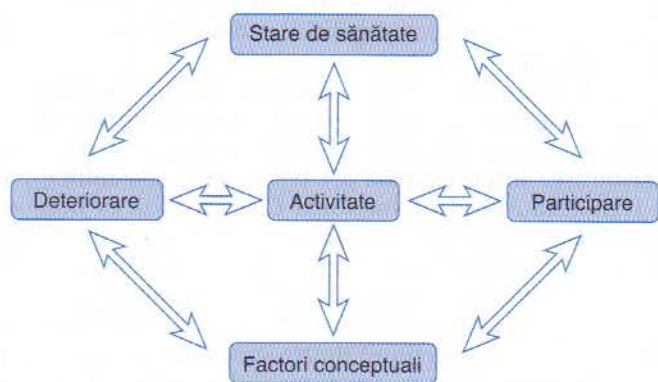 Stare de sănătate
Deteriorare
Activitate
Participare
Factori conceptuali